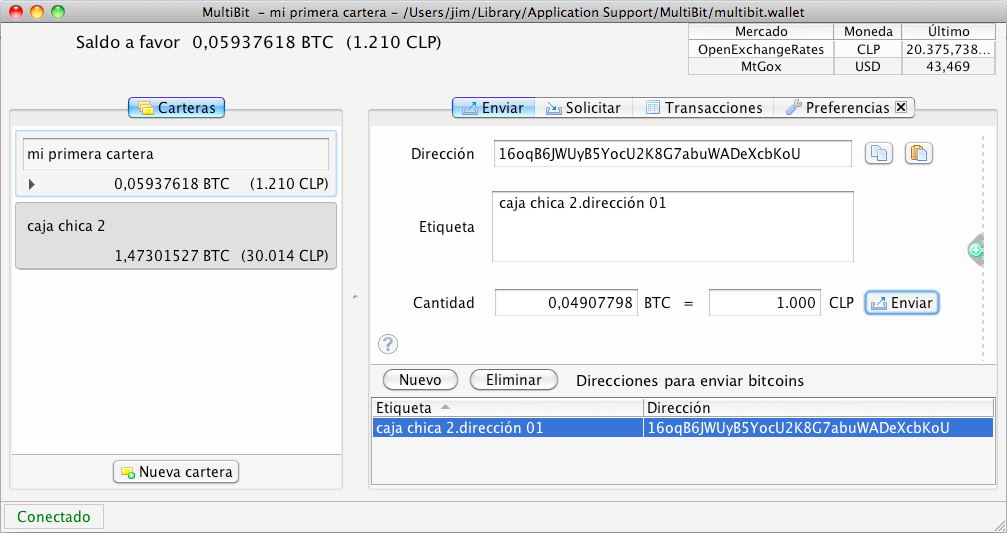 MultiBit - mi primera cartera - /Users/jim/Library/Application Support/MultiBit/multibit.wallet
Saldo a favor 0,05937618 BTC (1.210 CLP)
Mercado Moneda Último
OpenExchangeRates CLP 20.375,738...
MtGox USD 43,469
Carteras
mi primera cartera
0,05937618 BTC (1.210 CLP)
caja chica 2
1,47301527 BTC (30.014 CLP)
Nueva cartera
Enviar Solicitar Transacciones Preferencias
Dirección 16oqB6JWUyB5YocU2K8G7abuWADeXcbKoU
Etiqueta caja chica 2.dirección 01
Cantidad 0,04907798 BTC = 1.000 CLP Enviar
?
Nuevo Eliminar Direcciones para enviar bitcoins
Etiqueta Dirección
caja chica 2.dirección 01 16oqB6JWUyB5YocU2K8G7abuWADeXcbKoU
Conectado